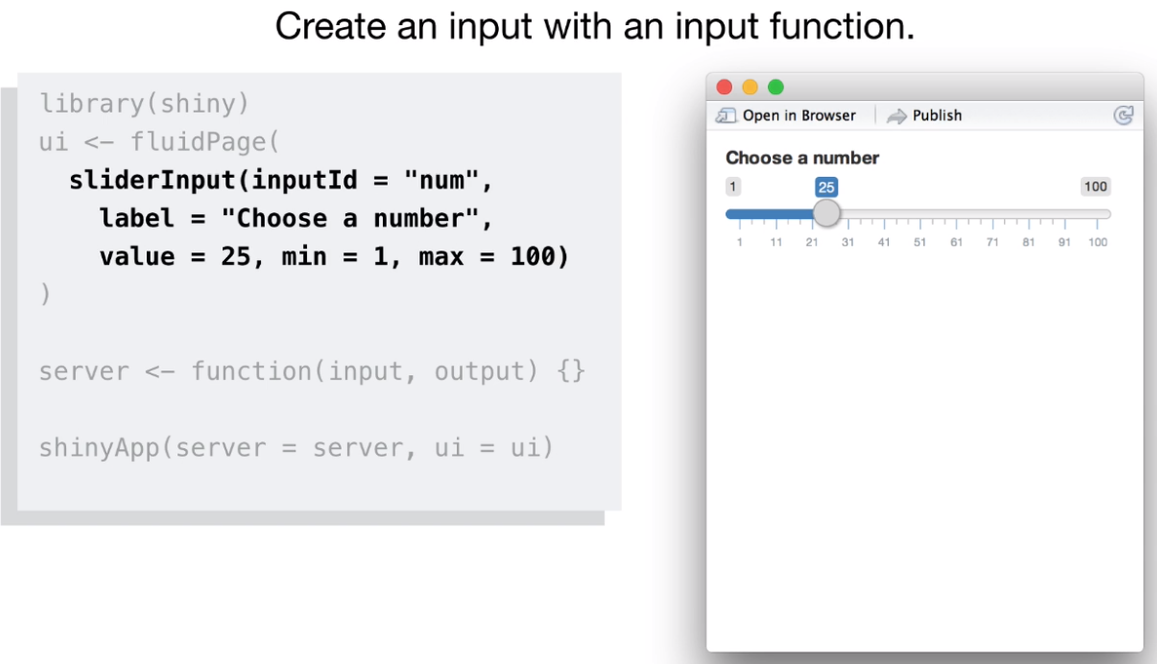 Create an input with an input function.
library(shiny)
ui <- fluidPage(
  sliderInput(inputId = "num",
    label = "Choose a number",
    value = 25, min = 1, max = 100)
)
server <- function(input, output) {}
shinyApp(server = server, ui = ui)
Open in Browser Publish
Choose a number
1 25 100
1 11 21 31 41 51 61 71 81 91 100